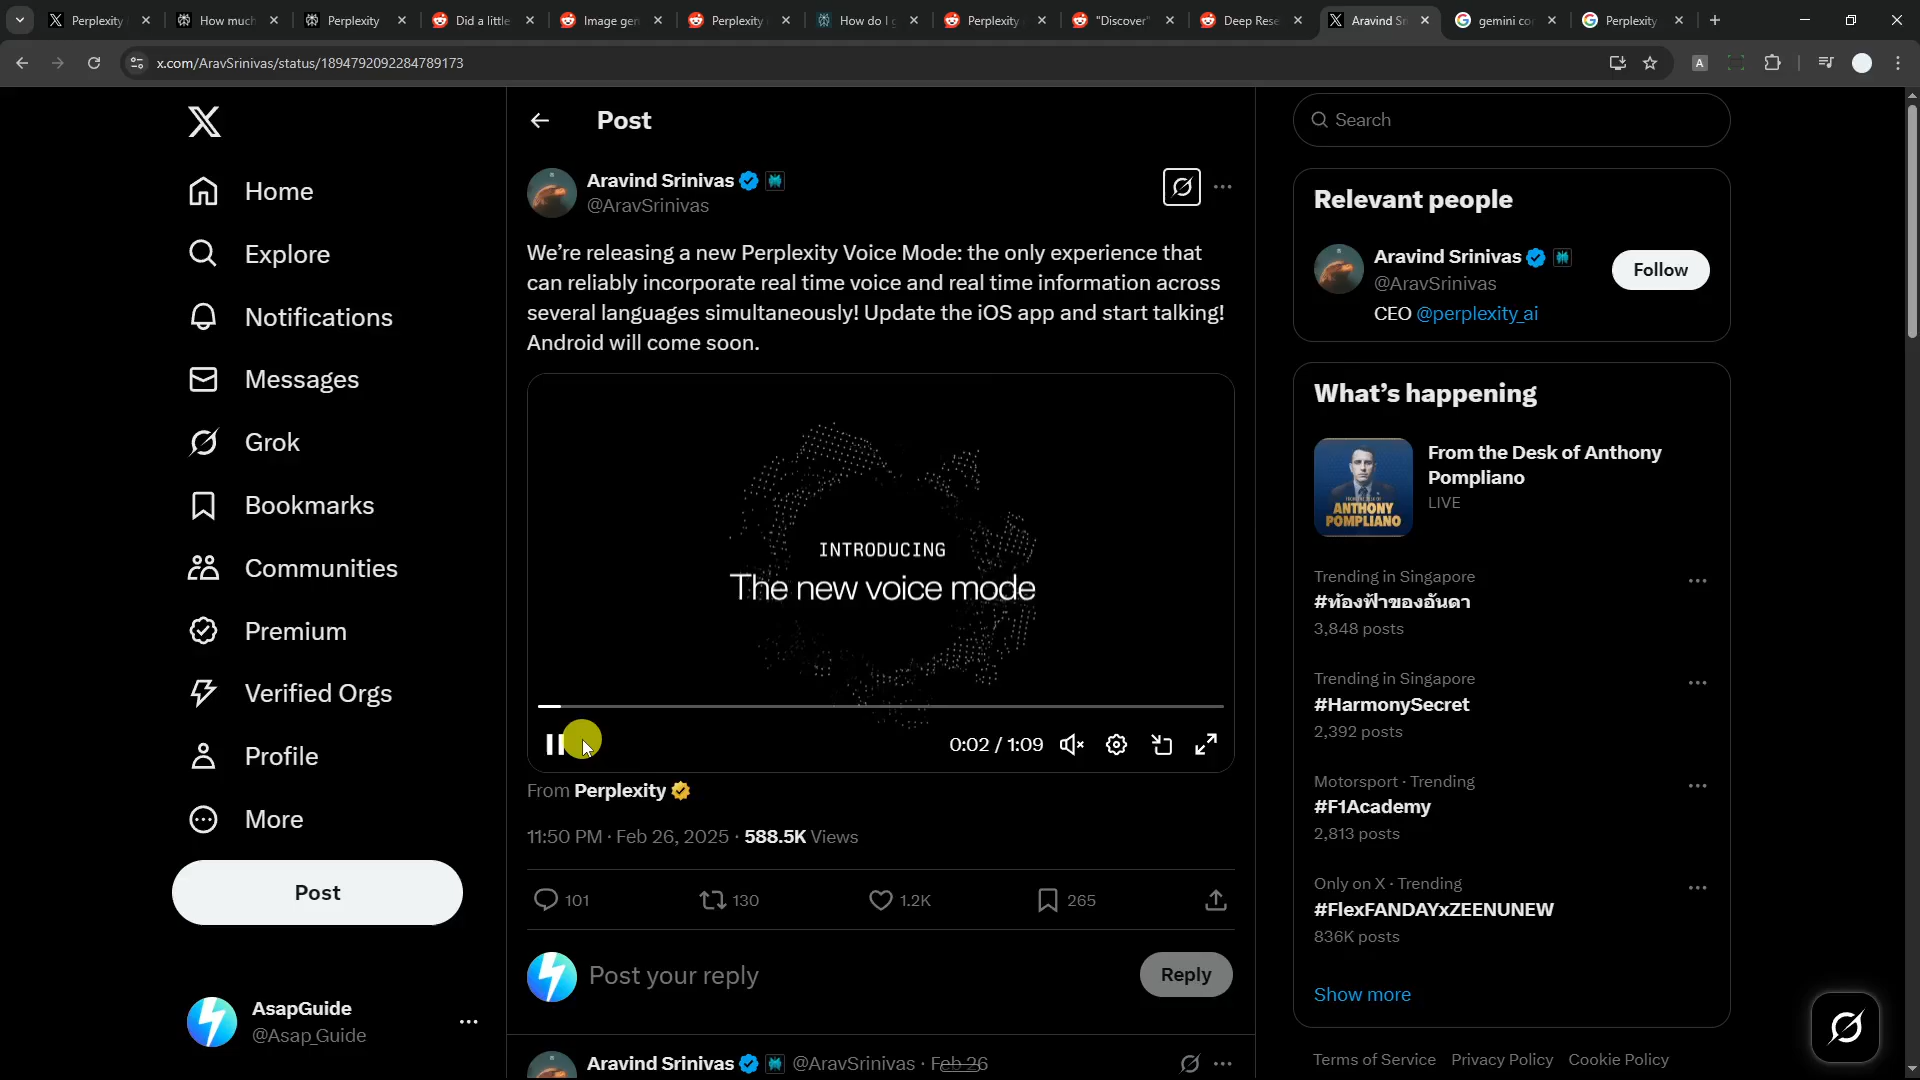 Perplexity
How much
Perplexity
Did a little
Image gen
Perplexity
How do I g
Perplexity
"Discover"
Deep Rese
Aravind Sri
gemini co
Perplexity
x.com/AravSrinivas/status/1894792092284789173
A
Home
Explore
Notifications
Messages
Grok
Bookmarks
Communities
Premium
Verified Orgs
Profile
More
Post
AsapGuide
@Asap_Guide
Post
Aravind Srinivas
@AravSrinivas
We’re releasing a new Perplexity Voice Mode: the only experience that
can reliably incorporate real time voice and real time information across
several languages simultaneously! Update the iOS app and start talking!
Android will come soon.
INTRODUCING
The new voice mode
0:02 / 1:09
From Perplexity
11:50 PM · Feb 26, 2025 · 588.5K Views
101
130
1.2K
265
Post your reply
Reply
Aravind Srinivas @AravSrinivas · Feb 26
Search
Relevant people
Aravind Srinivas
@AravSrinivas
CEO @perplexity_ai
Follow
What’s happening
ANTHONY
POMPLIANO
From the Desk of Anthony
Pompliano
LIVE
Trending in Singapore
#ท้องฟ้าของอันดา
3,848 posts
Trending in Singapore
#HarmonySecret
2,392 posts
Motorsport · Trending
#F1Academy
2,813 posts
Only on X · Trending
#FlexFANDAYxZEENUNEW
836K posts
Show more
Terms of Service Privacy Policy Cookie Policy